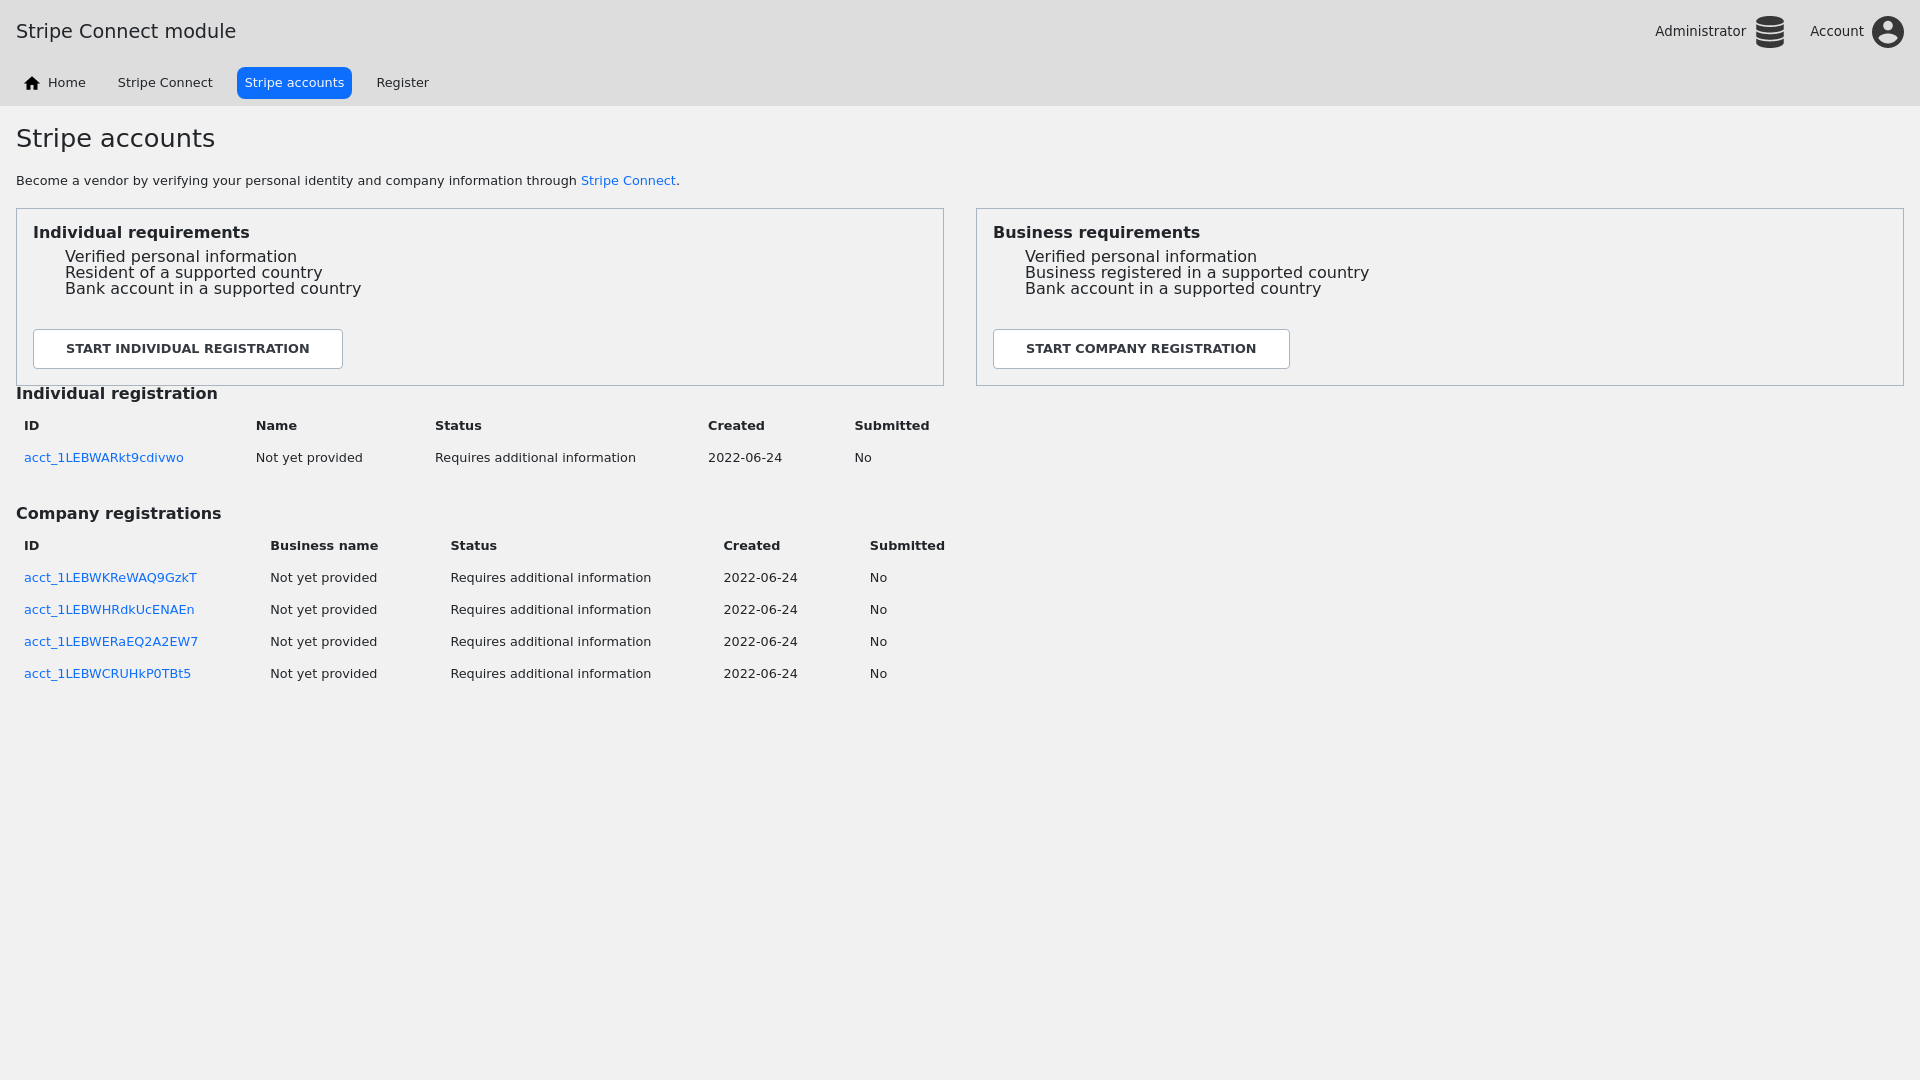 Stripe Connect module
Administrator
Account
Home Stripe Connect Stripe accounts Register
Stripe accounts
Become a vendor by verifying your personal identity and company information through Stripe Connect.
Individual requirements
Verified personal information
Resident of a supported country
Bank account in a supported country
START INDIVIDUAL REGISTRATION
Business requirements
Verified personal information
Business registered in a supported country
Bank account in a supported country
START COMPANY REGISTRATION
Individual registration
ID Name Status Created Submitted
acct_1LEBWARkt9cdivwo Not yet provided Requires additional information 2022-06-24 No
Company registrations
ID Business name Status Created Submitted
acct_1LEBWKReWAQ9GzkT Not yet provided Requires additional information 2022-06-24 No
acct_1LEBWHRdkUcENAEn Not yet provided Requires additional information 2022-06-24 No
acct_1LEBWERaEQ2A2EW7 Not yet provided Requires additional information 2022-06-24 No
acct_1LEBWCRUHkP0TBt5 Not yet provided Requires additional information 2022-06-24 No